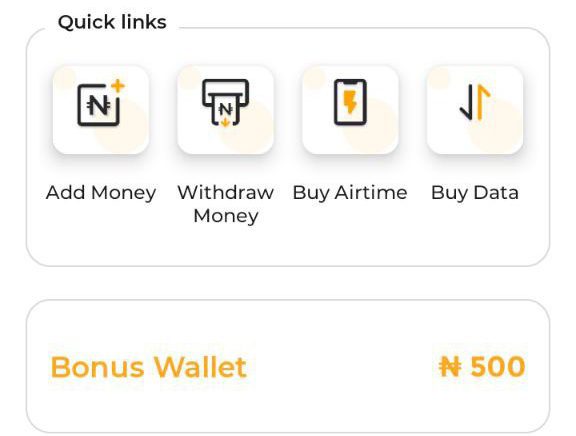 Quick links
₦
₦
Add Money Withdraw Buy Airtime Buy Data
Money
Bonus Wallet ₦ 500